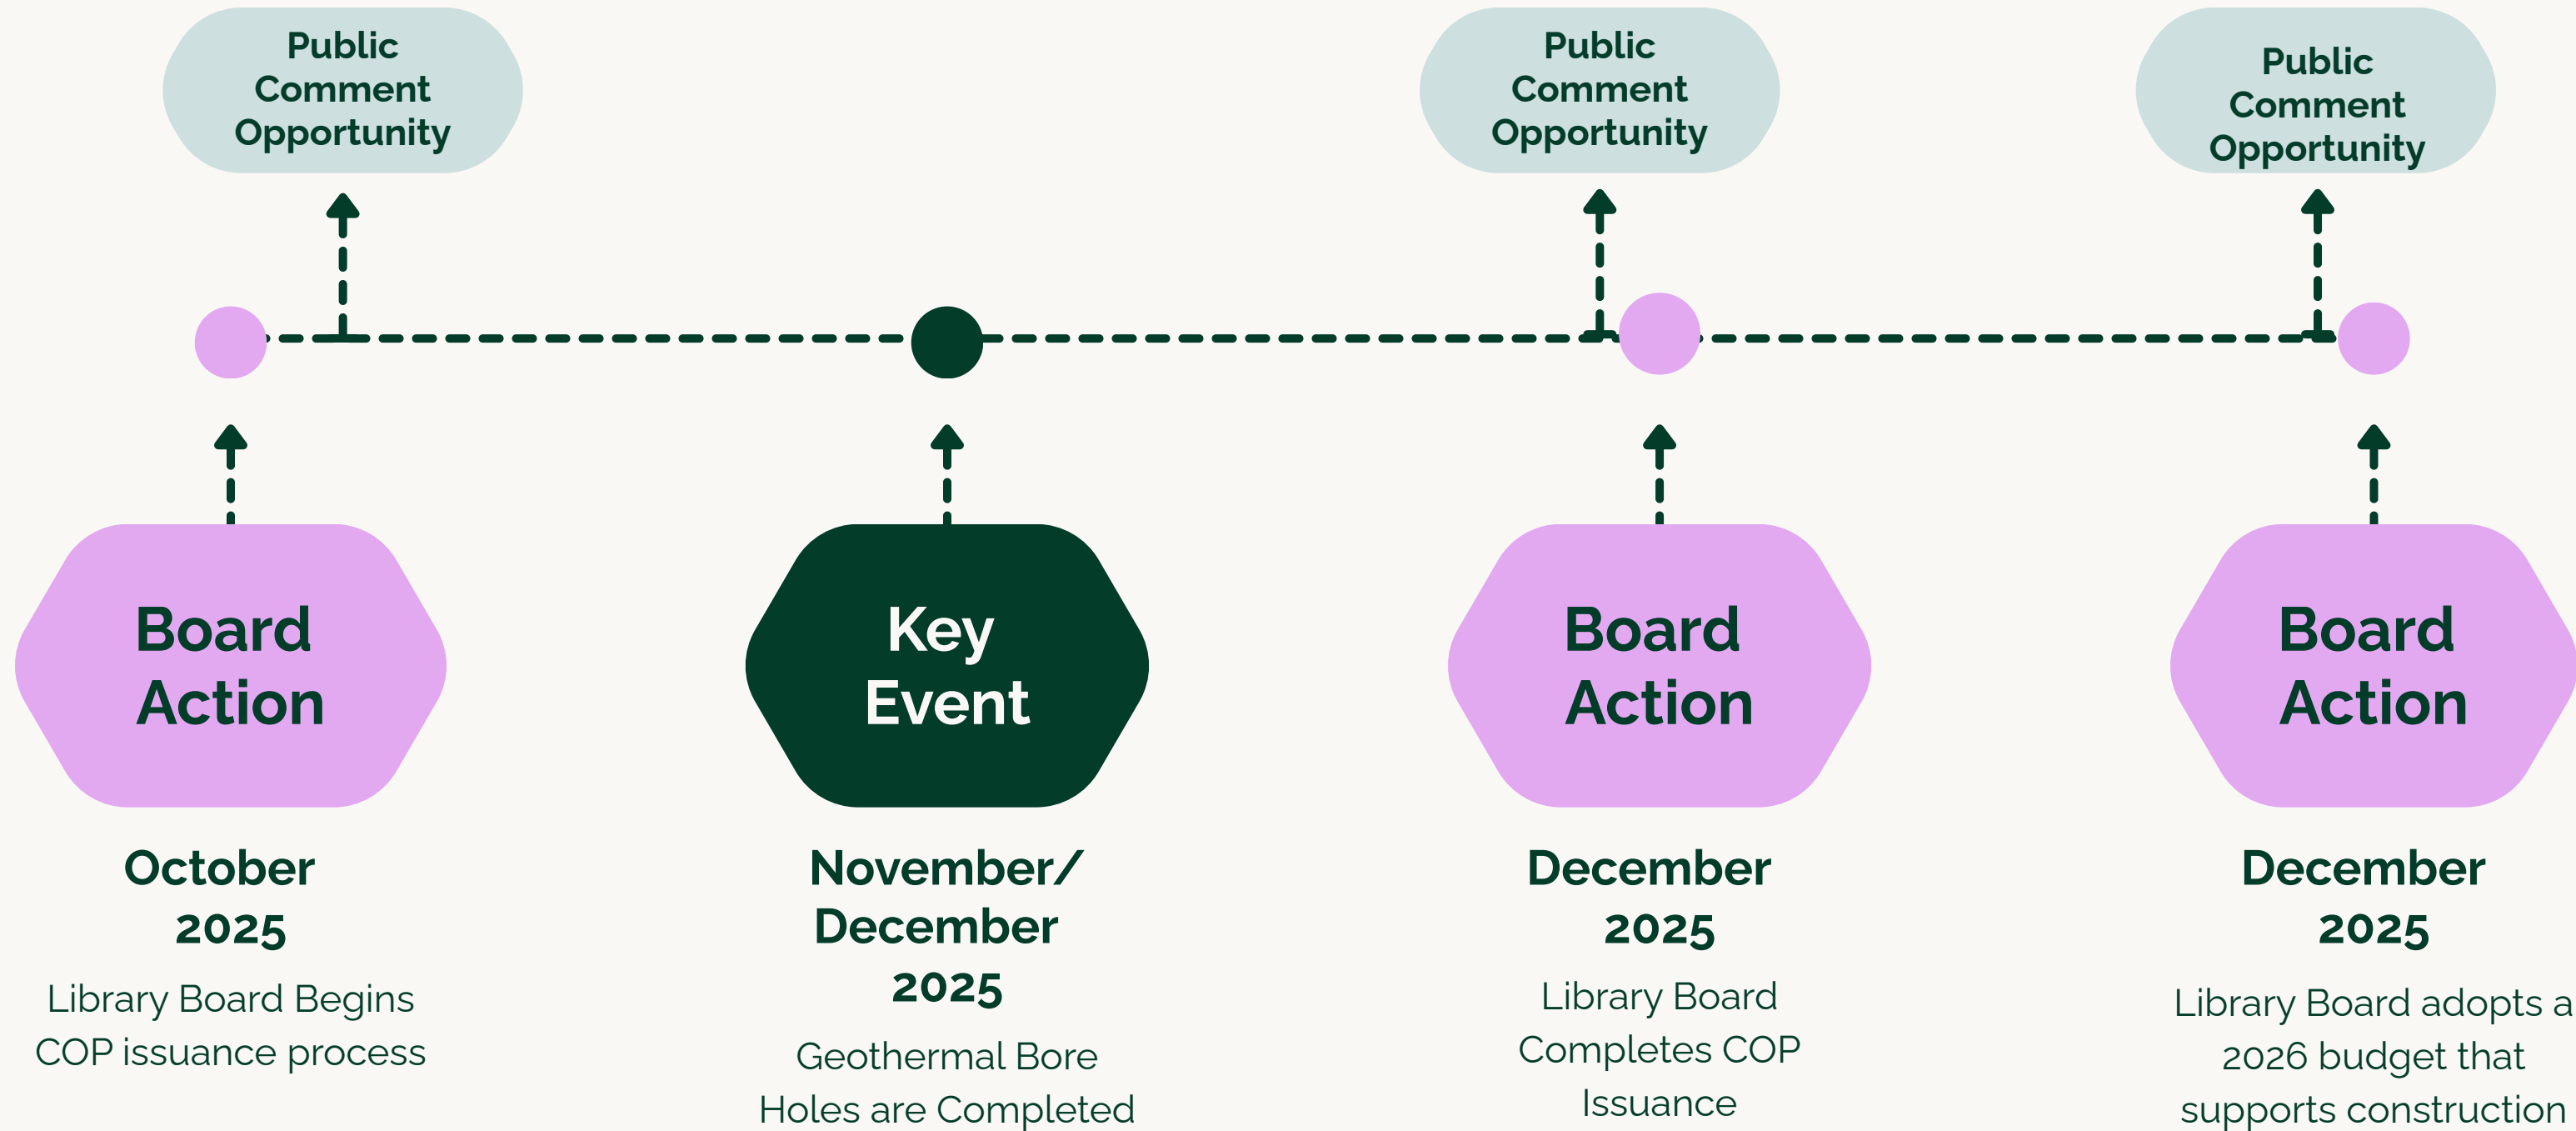 Public
Comment
Opportunity
Public
Comment
Opportunity
Public
Comment
Opportunity
Board
Action
October
2025
Library Board Begins
COP issuance process
Key
Event
November/
December
2025
Geothermal Bore
Holes are Completed
Board
Action
December
2025
Library Board
Completes COP
Issuance
Board
Action
December
2025
Library Board adopts a
2026 budget that
supports construction